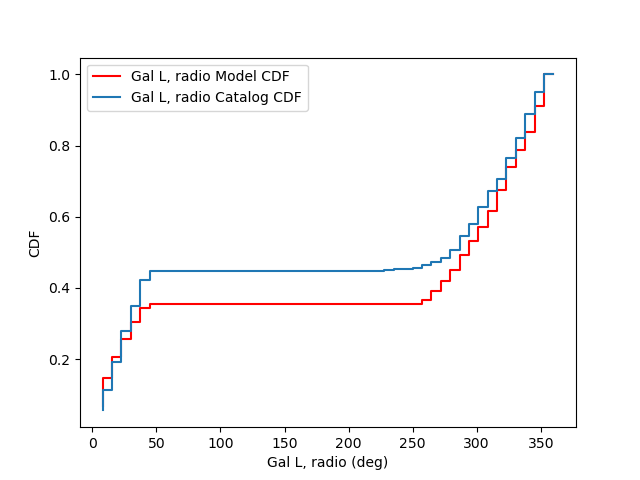 Gal L, radio Model CDF
Gal L, radio Catalog CDF
1.0
0.8
0.6
0.4
0.2
CDF
0 50 100 150 200 250 300 350
Gal L, radio (deg)